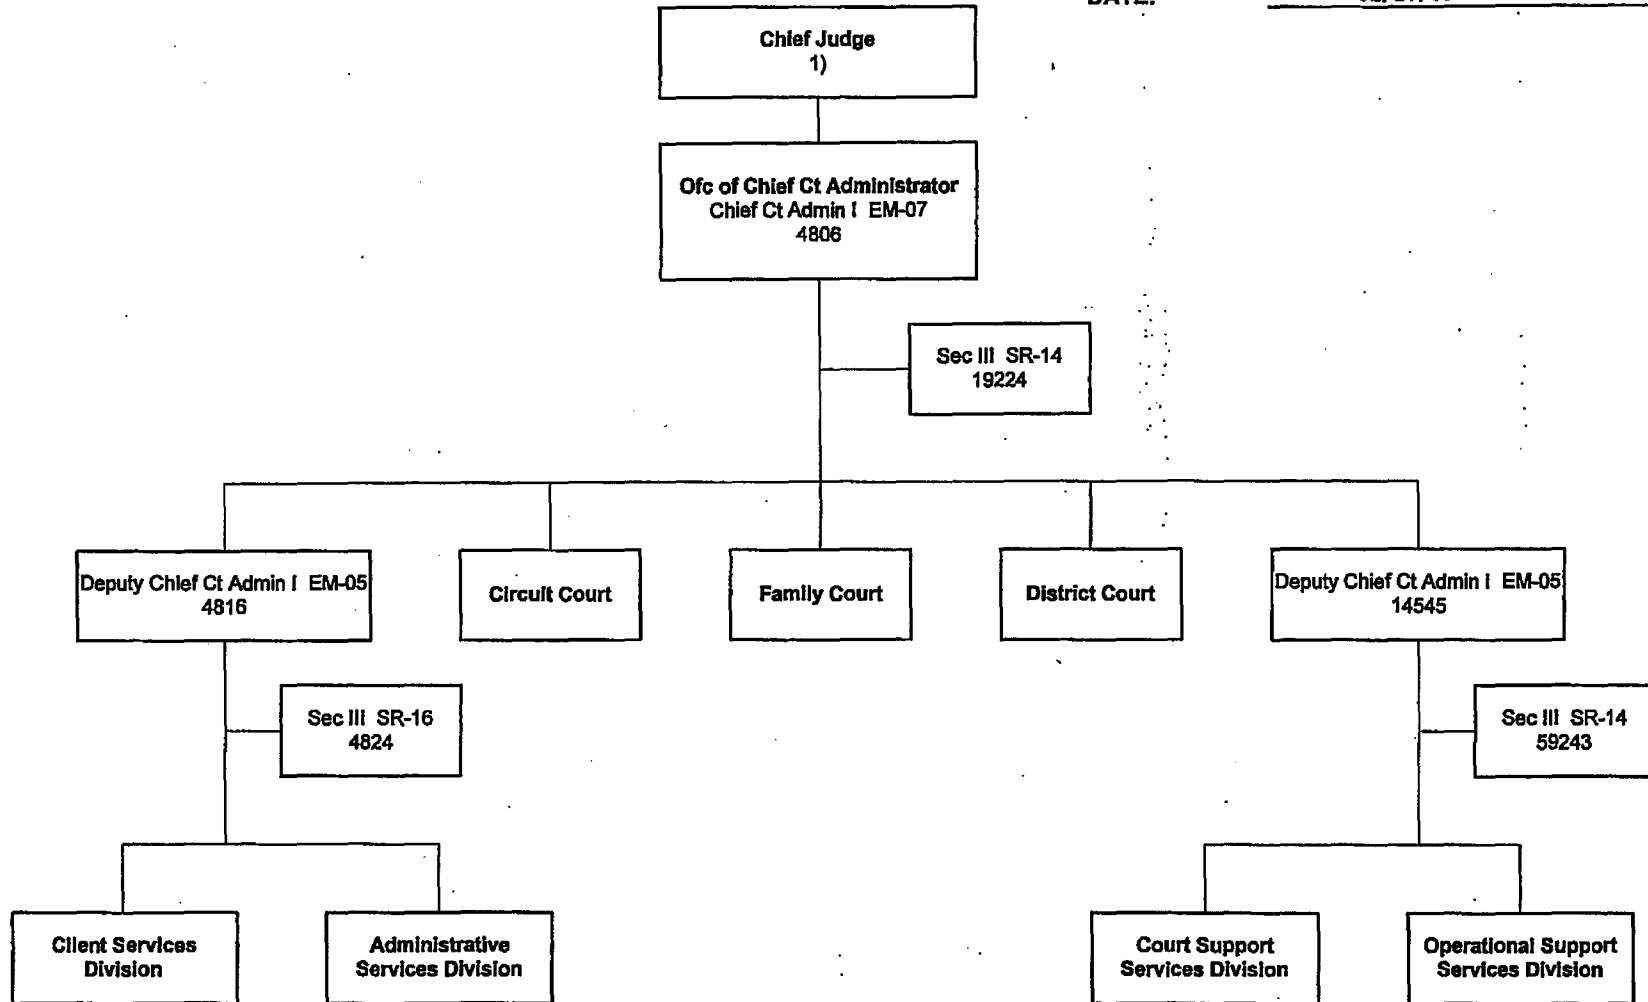 DATE:
Chief Judge
1)
Ofc of Chief Ct Administrator
Chief Ct Admin I EM-07
4806
Sec III SR-14
19224
Deputy Chief Ct Admin I EM-05
4816
Circuit Court
Family Court
District Court
Deputy Chief Ct Admin I EM-05
14545
Sec III SR-16
4824
Sec III SR-14
59243
Client Services
Division
Administrative
Services Division
Court Support
Services Division
Operational Support
Services Division